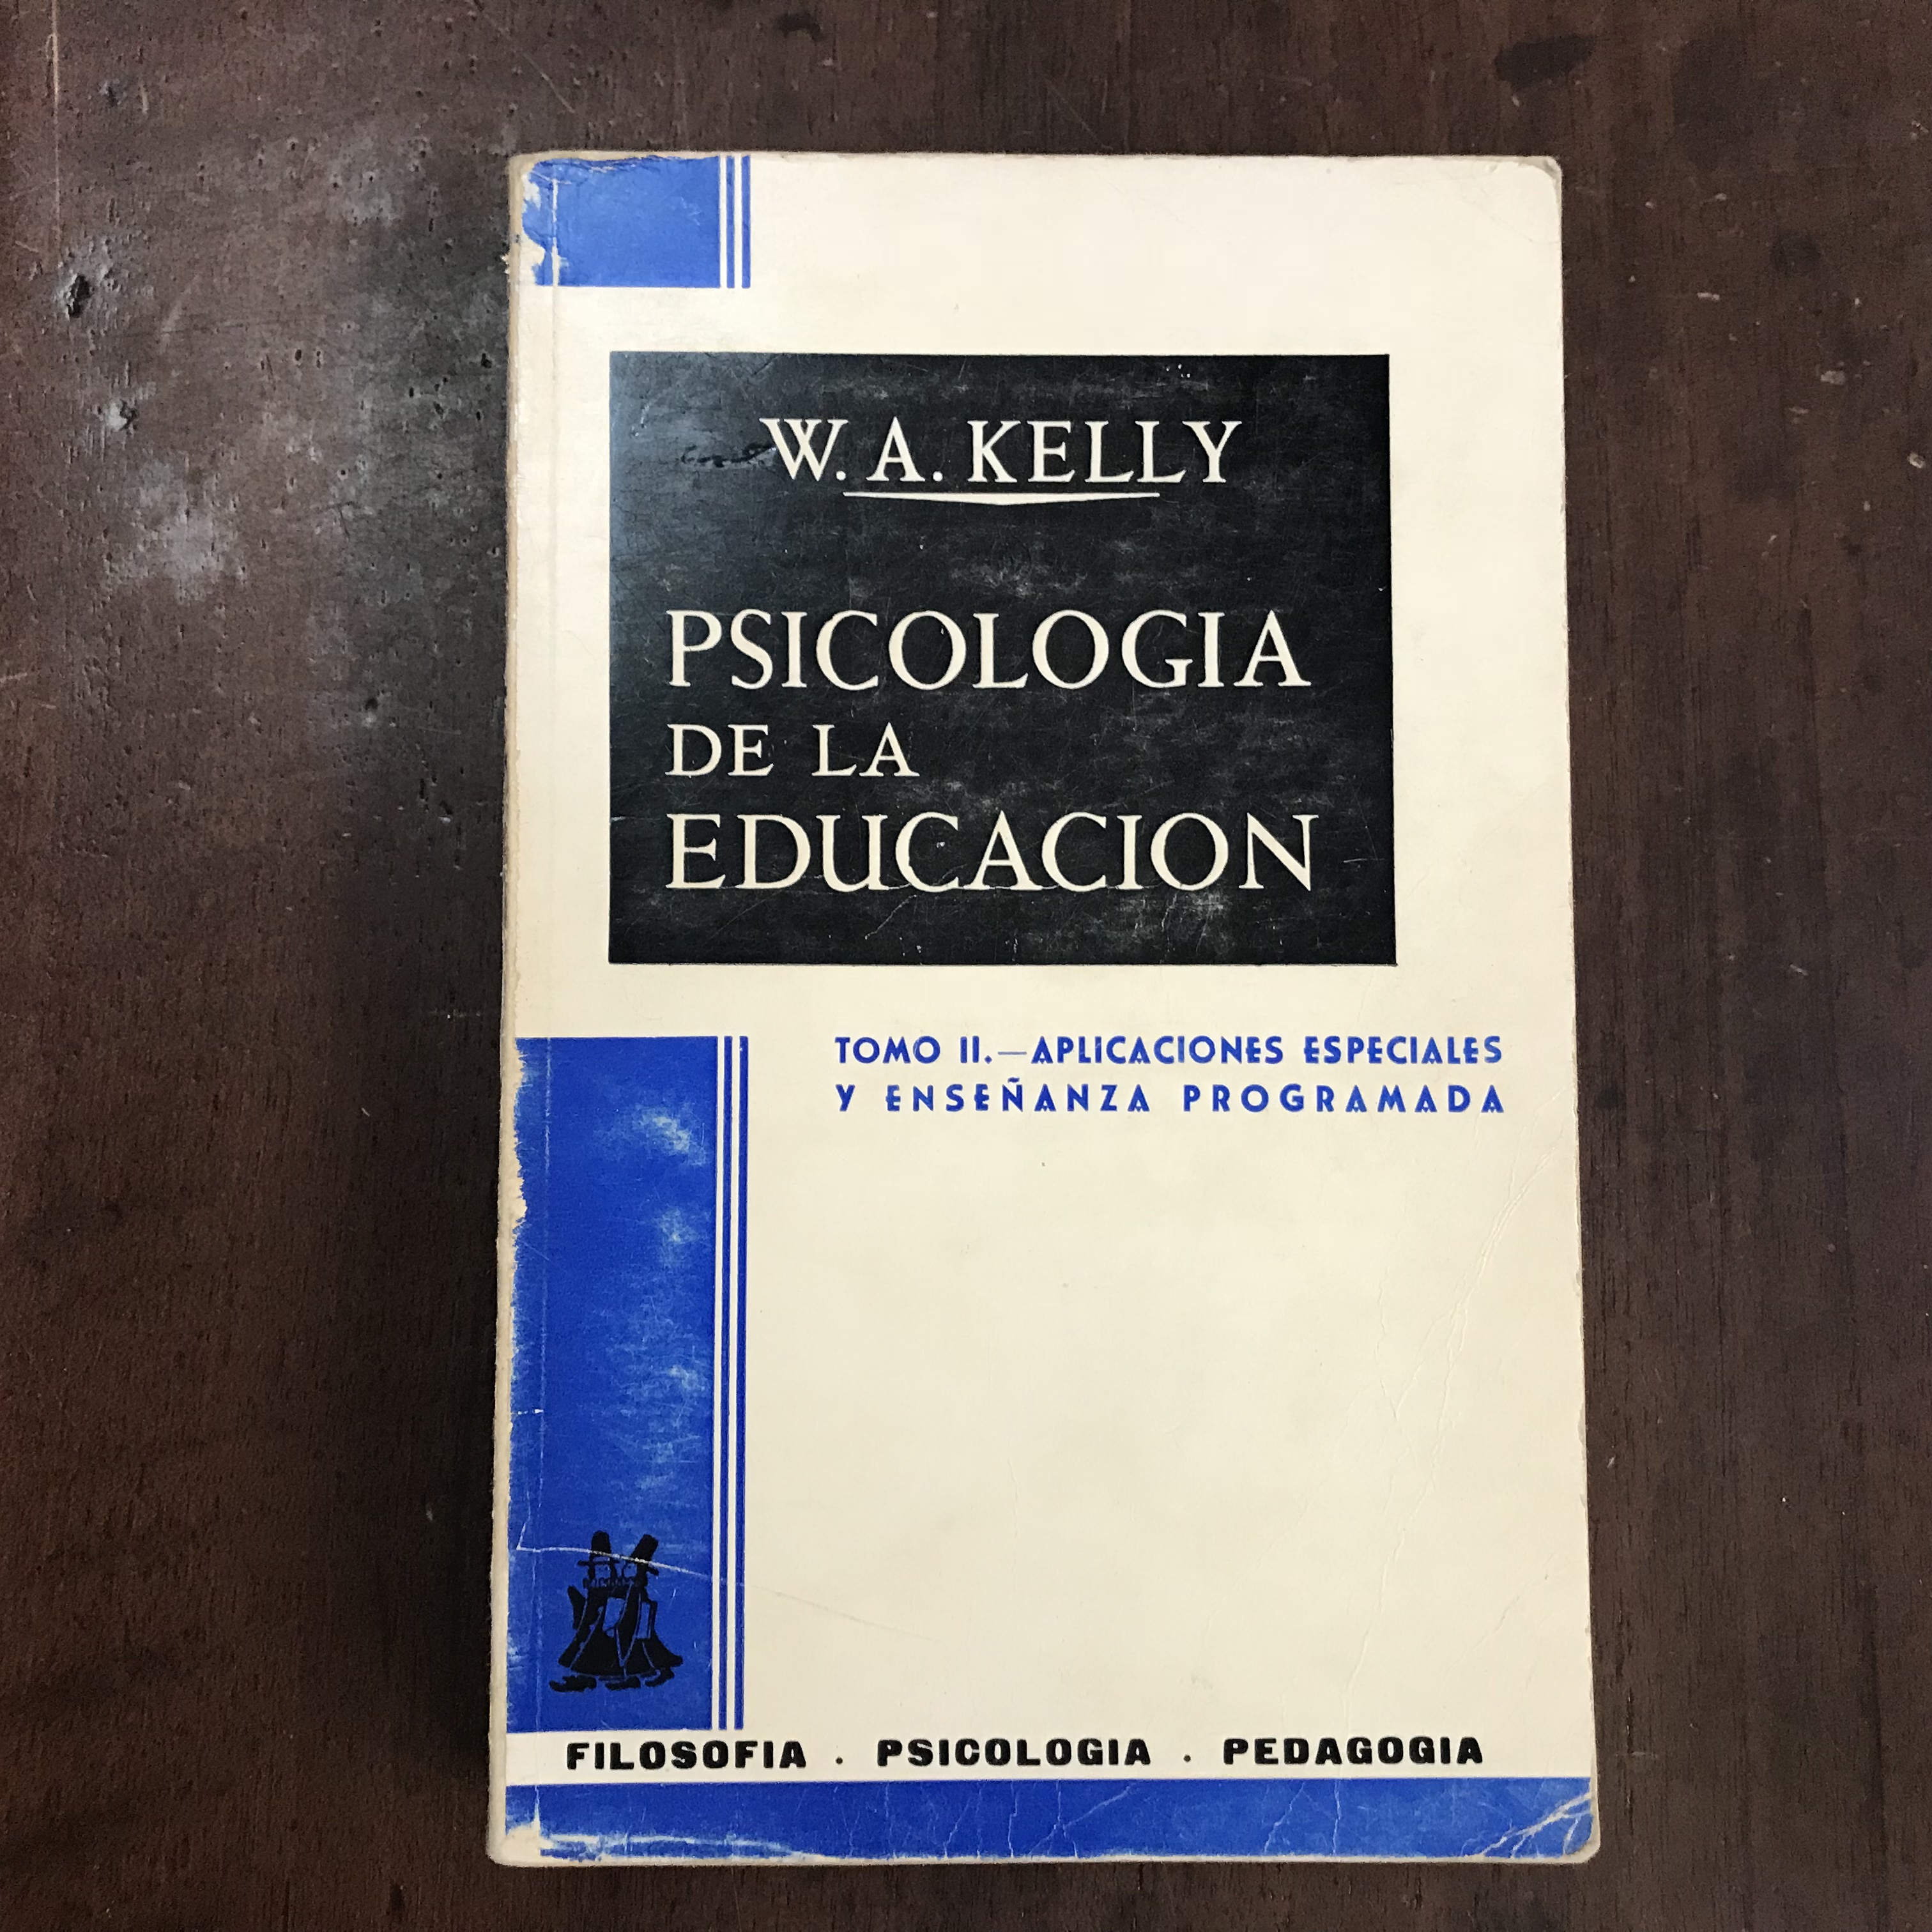 W. A. KELLY
PSICOLOGIA
DE LA
EDUCACION
TOMO II.—APLICACIONES ESPECIALES
Y ENSEÑANZA PROGRAMADA
FILOSOFIA . PSICOLOGIA . PEDAGOGIA